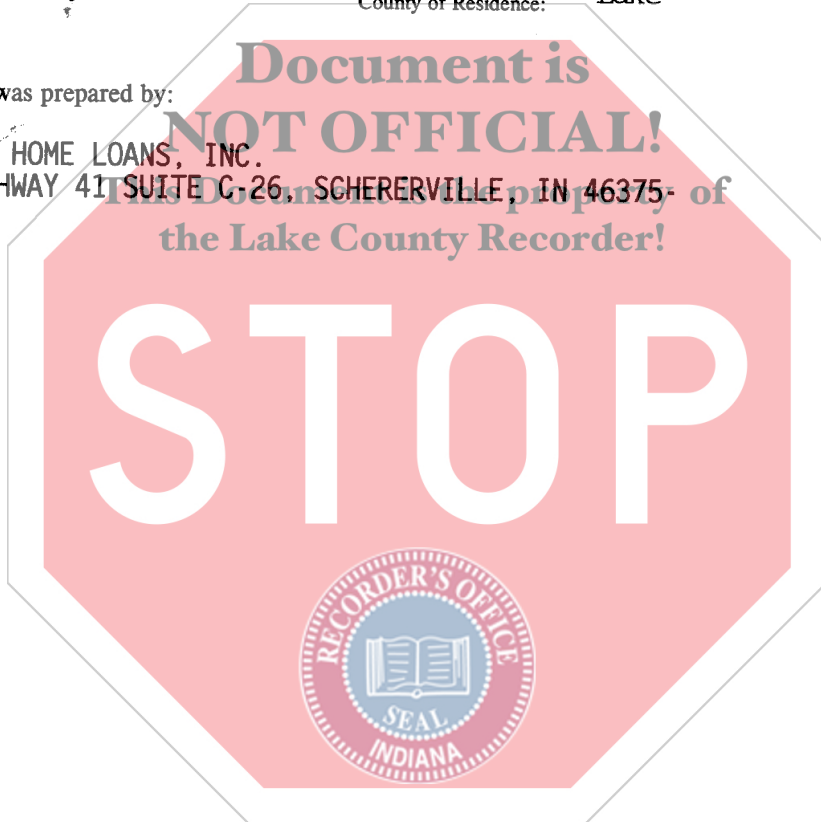 County of Residence: Lake
Document is
was prepared by:
NOT OFFICIAL!
HOME LOANS, INC.
HWAY 41 SUITE C-26, SCHERERVILLE, IN 46375-
This Document is the property of
the Lake County Recorder!
STOP
RECORDER'S OFFICE
SEAL
INDIANA